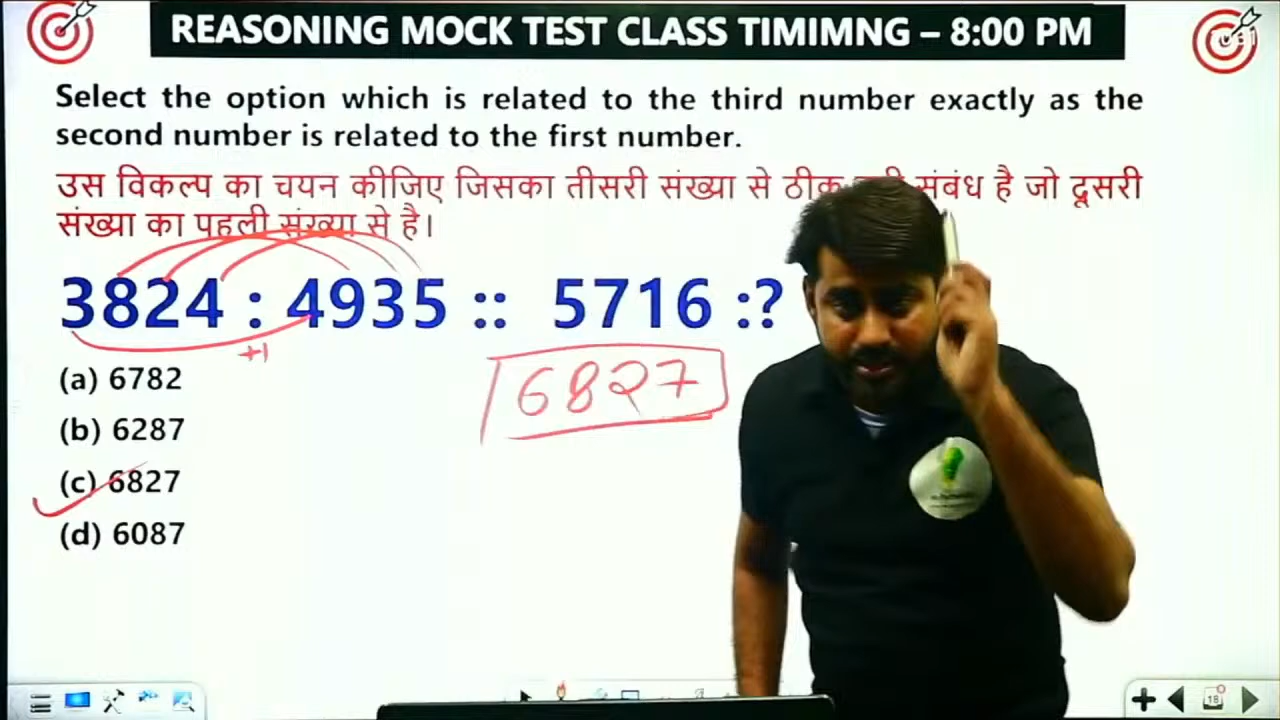 REASONING MOCK TEST CLASS TIMIMNG – 8:00 PM
Select the option which is related to the third number exactly as the
second number is related to the first number.
उस विकल्प का चयन कीजिए जिसका तीसरी संख्या से ठीक संबंध है जो दूसरी
संख्या का पहली संख्या से है।
3824 : 4935 :: 5716 :?
+1
6827
(a) 6782
(b) 6287
(c) 6827
(d) 6087
18